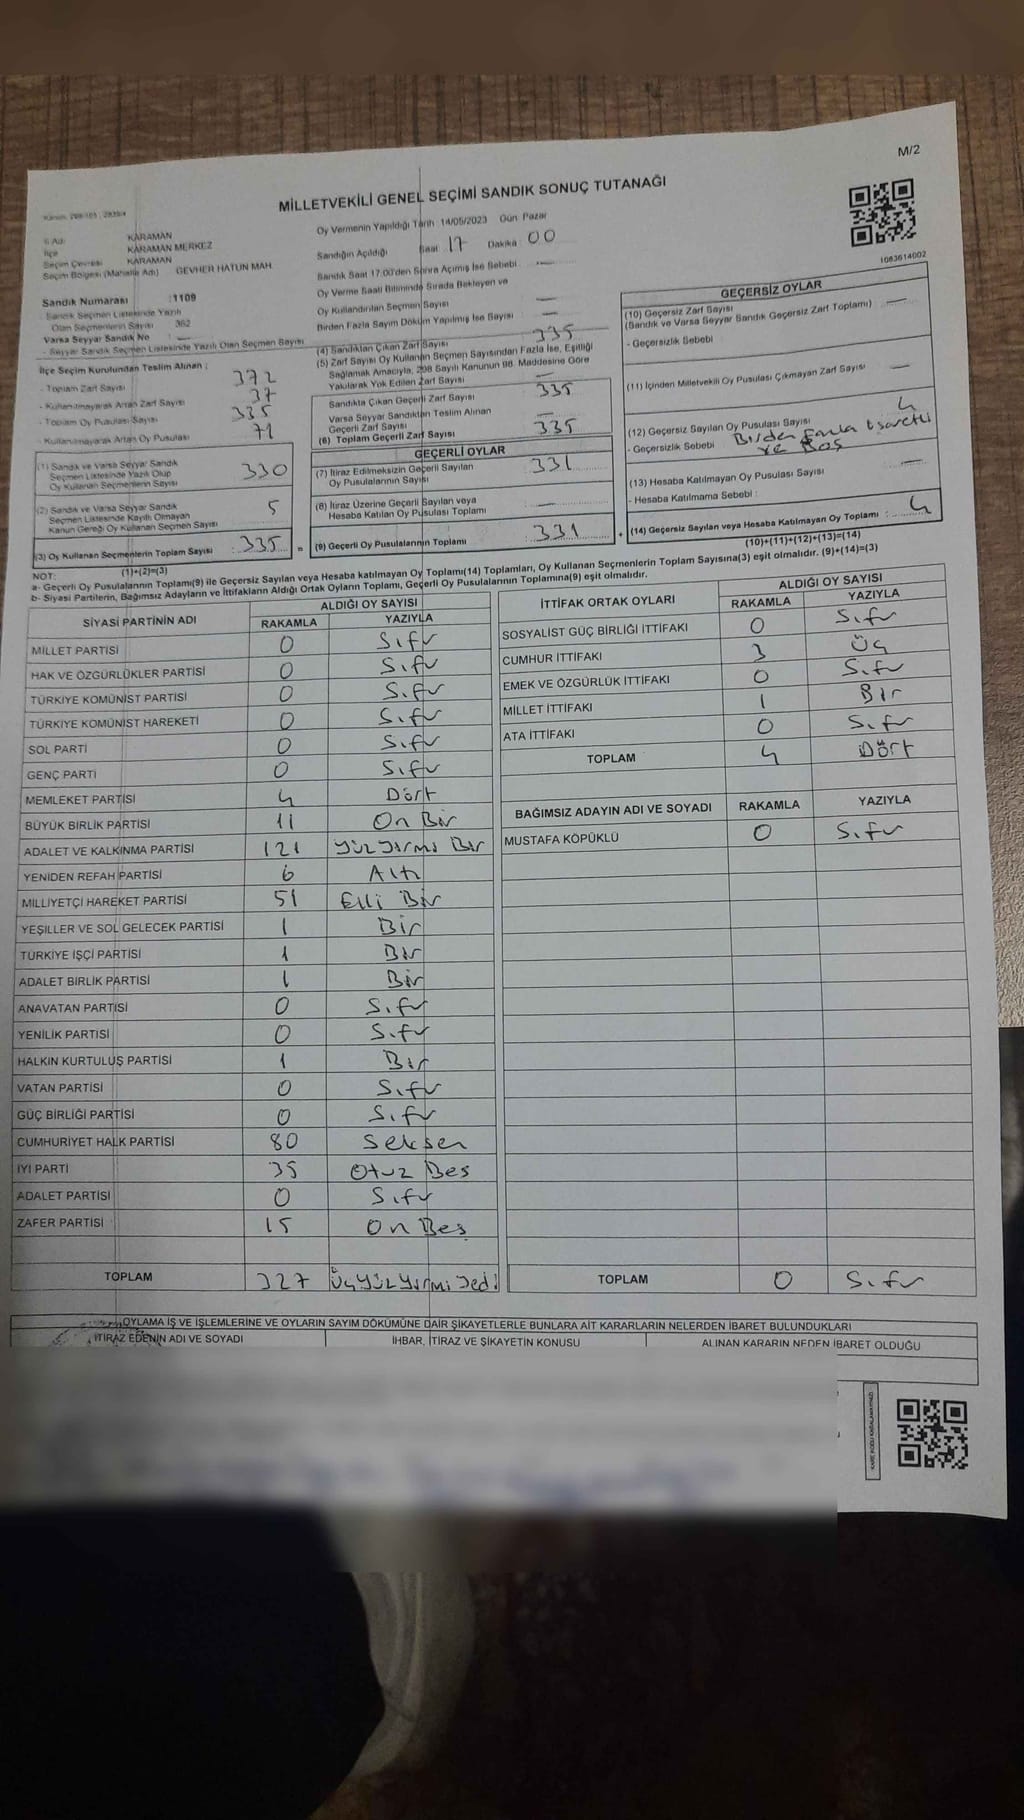 M/2
MİLLETVEKİLİ GENEL SEÇİMİ SANDIK SONUÇ TUTANAĞI
İl Adı : KARAMAN
İlçe : KARAMAN MERKEZ
Seçim Çevresi : KARAMAN
Seçim Bölgesi (Mahalle Adı) : GEVHER HATUN MAH.
Oy Vermenin Yapıldığı Tarih 14/05/2023 Gün Pazar
Sandığın Açıldığı Saat 17 Dakika 00
Sandık Saat 17.00'den Sonra Açılmış İse Sebebi : —
Oy Verme Saati Bitiminde Sırada Bekleyen ve
Oy Kullandırılan Seçmen Sayısı —
Birden Fazla Sayım Döküm Yapılmış İse Sayısı —
1083614002
Sandık Numarası : 1109
Sandık Seçmen Listesinde Yazılı
Olan Seçmenlerin Sayısı : 362
Varsa Seyyar Sandık No : —
- Seyyar Sandık Seçmen Listesinde Yazılı Olan Seçmen Sayısı
İlçe Seçim Kurulundan Teslim Alınan ;
- Toplam Zarf Sayısı 372
- Kullanılmayarak Artan Zarf Sayısı 37
- Toplam Oy Pusulası Sayısı 335
- Kullanılmayarak Artan Oy Pusulası 71
(1) Sandık ve Varsa Seyyar Sandık
Seçmen Listesinde Yazılı Olup
Oy Kullanan Seçmenlerin Sayısı 330
(2) Sandık ve Varsa Seyyar Sandık
Seçmen Listesinde Kayıtlı Olmayan
Kanun Gereği Oy Kullanan Seçmen Sayısı 5
(3) Oy Kullanan Seçmenlerin Toplam Sayısı : 335
(1)+(2)=(3)
(4) Sandıktan Çıkan Zarf Sayısı 335
(5) Zarf Sayısı Oy Kullanan Seçmen Sayısından Fazla İse, Eşitliği
Sağlamak Amacıyla, 298 Sayılı Kanunun 98. Maddesine Göre
Yakılarak Yok Edilen Zarf Sayısı —
Sandıkta Çıkan Geçerli Zarf Sayısı 335
Varsa Seyyar Sandıktan Teslim Alınan
Geçerli Zarf Sayısı —
(6) Toplam Geçerli Zarf Sayısı 335
GEÇERLİ OYLAR
(7) İtiraz Edilmeksizin Geçerli Sayılan
Oy Pusulalarının Sayısı 331
(8) İtiraz Üzerine Geçerli Sayılan veya
Hesaba Katılan Oy Pusulası Toplamı —
(9) Geçerli Oy Pusulalarının Toplamı : 331
GEÇERSİZ OYLAR
(10) Geçersiz Zarf Sayısı —
(Sandık ve Varsa Seyyar Sandık Geçersiz Zarf Toplamı)
- Geçersizlik Sebebi :
(11) İçinden Milletvekili Oy Pusulası Çıkmayan Zarf Sayısı —
(12) Geçersiz Sayılan Oy Pusulası Sayısı 4
- Geçersizlik Sebebi Birden Fazla İşaretli
ve Boş
(13) Hesaba Katılmayan Oy Pusulası Sayısı —
- Hesaba Katılmama Sebebi :
(14) Geçersiz Sayılan veya Hesaba Katılmayan Oy Toplamı : 4
(10)+(11)+(12)+(13)=(14)
NOT:
a- Geçerli Oy Pusulalarının Toplamı(9) ile Geçersiz Sayılan veya Hesaba katılmayan Oy Toplamı(14) Toplamları, Oy Kullanan Seçmenlerin Toplam Sayısına(3) eşit olmalıdır. (9)+(14)=(3)
b- Siyasi Partilerin, Bağımsız Adayların ve İttifakların Aldığı Ortak Oyların Toplamı, Geçerli Oy Pusulalarının Toplamına(9) eşit olmalıdır.
SİYASİ PARTİNİN ADI ALDIĞI OY SAYISI
RAKAMLA YAZIYLA
MİLLET PARTİSİ 0 Sıfır
HAK VE ÖZGÜRLÜKLER PARTİSİ 0 Sıfır
TÜRKİYE KOMÜNİST PARTİSİ 0 Sıfır
TÜRKİYE KOMÜNİST HAREKETİ 0 Sıfır
SOL PARTİ 0 Sıfır
GENÇ PARTİ 0 Sıfır
MEMLEKET PARTİSİ 4 Dört
BÜYÜK BİRLİK PARTİSİ 11 On Bir
ADALET VE KALKINMA PARTİSİ 121 Yüz Yirmi Bir
YENİDEN REFAH PARTİSİ 6 Altı
MİLLİYETÇİ HAREKET PARTİSİ 51 Elli Bir
YEŞİLLER VE SOL GELECEK PARTİSİ 1 Bir
TÜRKİYE İŞÇİ PARTİSİ 1 Bir
ADALET BİRLİK PARTİSİ 1 Bir
ANAVATAN PARTİSİ 0 Sıfır
YENİLİK PARTİSİ 0 Sıfır
HALKIN KURTULUŞ PARTİSİ 1 Bir
VATAN PARTİSİ 0 Sıfır
GÜÇ BİRLİĞİ PARTİSİ 0 Sıfır
CUMHURİYET HALK PARTİSİ 80 Seksen
İYİ PARTİ 35 Otuz Beş
ADALET PARTİSİ 0 Sıfır
ZAFER PARTİSİ 15 On Beş
TOPLAM 327 Üç Yüz Yirmi Yedi
İTTİFAK ORTAK OYLARI ALDIĞI OY SAYISI
RAKAMLA YAZIYLA
SOSYALİST GÜÇ BİRLİĞİ İTTİFAKI 0 Sıfır
CUMHUR İTTİFAKI 3 Üç
EMEK VE ÖZGÜRLÜK İTTİFAKI 0 Sıfır
MİLLET İTTİFAKI 1 Bir
ATA İTTİFAKI 0 Sıfır
TOPLAM 4 Dört
BAĞIMSIZ ADAYIN ADI VE SOYADI RAKAMLA YAZIYLA
MUSTAFA KÖPÜKLÜ 0 Sıfır
TOPLAM 0 Sıfır
OYLAMA İŞ VE İŞLEMLERİNE VE OYLARIN SAYIM DÖKÜMÜNE DAİR ŞİKAYETLERLE BUNLARA AİT KARARLARIN NELERDEN İBARET BULUNDUKLARI
İTİRAZ EDENİN ADI VE SOYADI İHBAR, İTİRAZ VE ŞİKAYETİN KONUSU ALINAN KARARIN NEDEN İBARET OLDUĞU